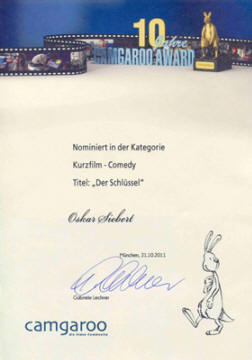 10 Jahre
CAMGAROO AWARD
Nominiert in der Kategorie
Kurzfilm - Comedy
Titel: „Der Schlüssel“
Oskar Siebert
München, 21.10.2011
Gabriele Lechner
camgaroo